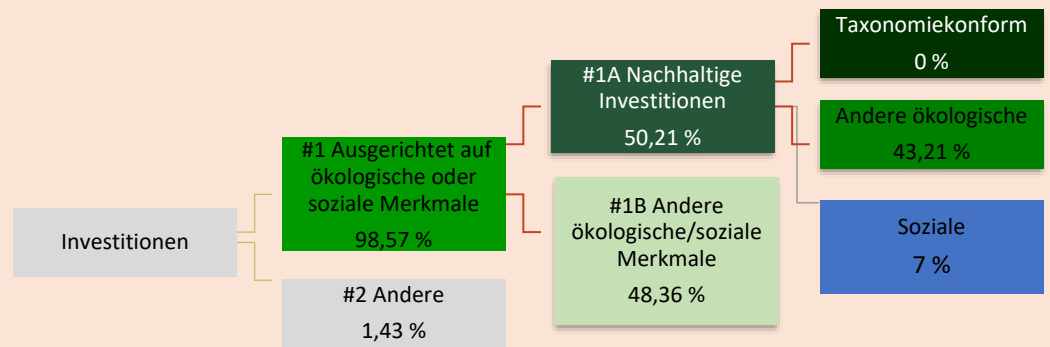 Investitionen
#1 Ausgerichtet auf
ökologische oder
soziale Merkmale
98,57 %
#2 Andere
1,43 %
#1A Nachhaltige
Investitionen
50,21 %
#1B Andere
ökologische/soziale
Merkmale
48,36 %
Taxonomiekonform
0 %
Andere ökologische
43,21 %
Soziale
7 %